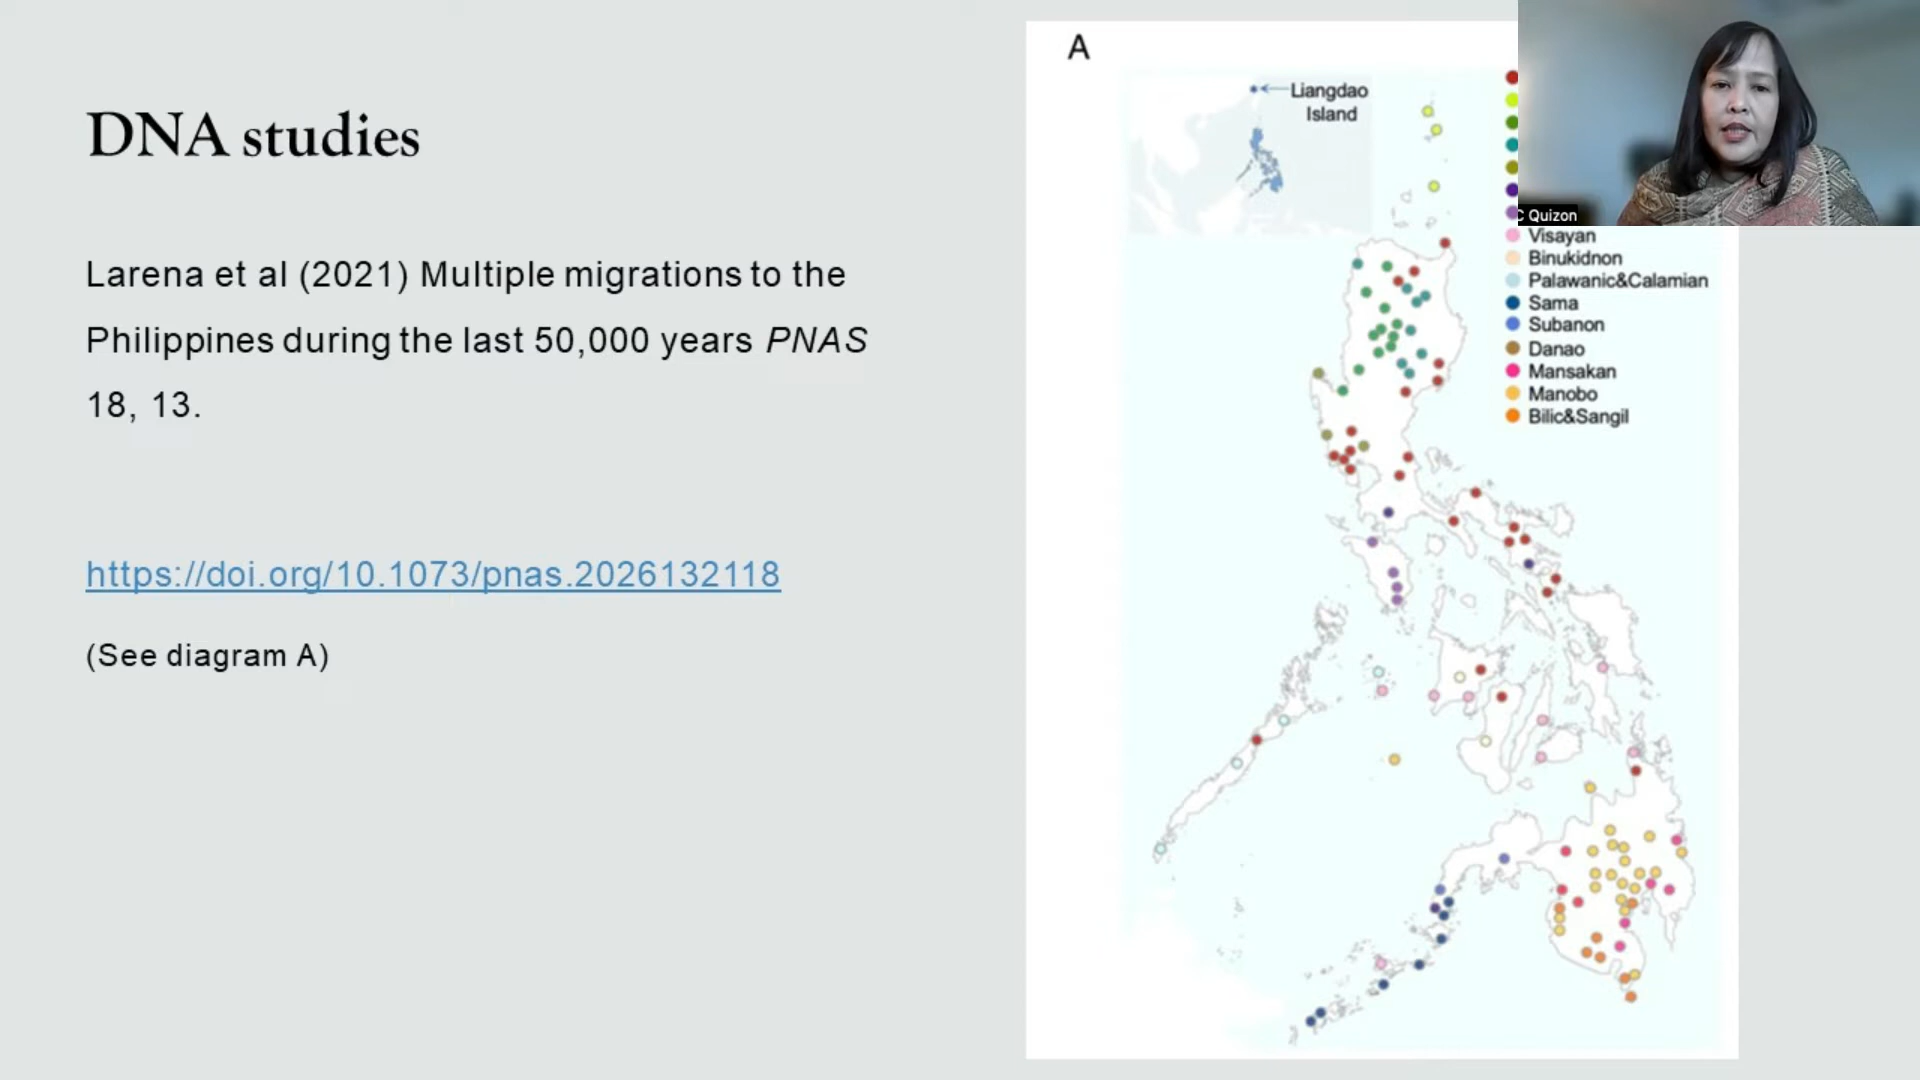 DNA studies
Larena et al (2021) Multiple migrations to the
Philippines during the last 50,000 years PNAS
18, 13.
https://doi.org/10.1073/pnas.2026132118
(See diagram A)
A
Liangdao
Island
C Quizon
Visayan
Binukidnon
Palawanic&Calamian
Sama
Subanon
Danao
Mansakan
Manobo
Bilic&Sangil